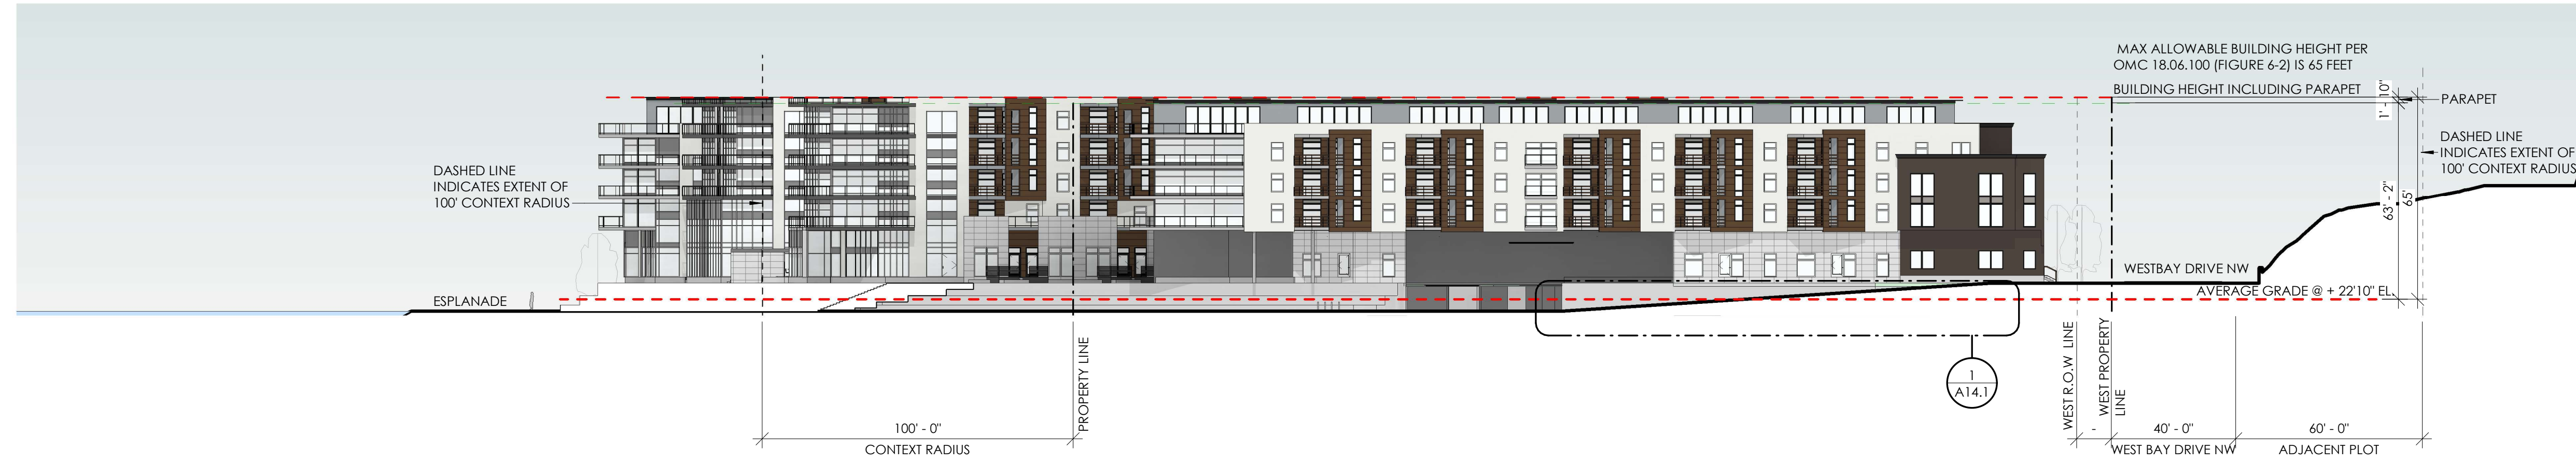 MAX ALLOWABLE BUILDING HEIGHT PER
OMC 18.06.100 (FIGURE 6-2) IS 65 FEET
BUILDING HEIGHT INCLUDING PARAPET
1' - 10"
PARAPET
DASHED LINE
INDICATES EXTENT OF
100' CONTEXT RADIUS
DASHED LINE
INDICATES EXTENT OF
100' CONTEXT RADIUS
63' - 2"
65'
WESTBAY DRIVE NW
AVERAGE GRADE @ + 22'10" EL.
ESPLANADE
PROPERTY LINE
WEST R.O.W LINE
WEST PROPERTY
LINE
1
A14.1
100' - 0"
CONTEXT RADIUS
-
40' - 0"
WEST BAY DRIVE NW
60' - 0"
ADJACENT PLOT